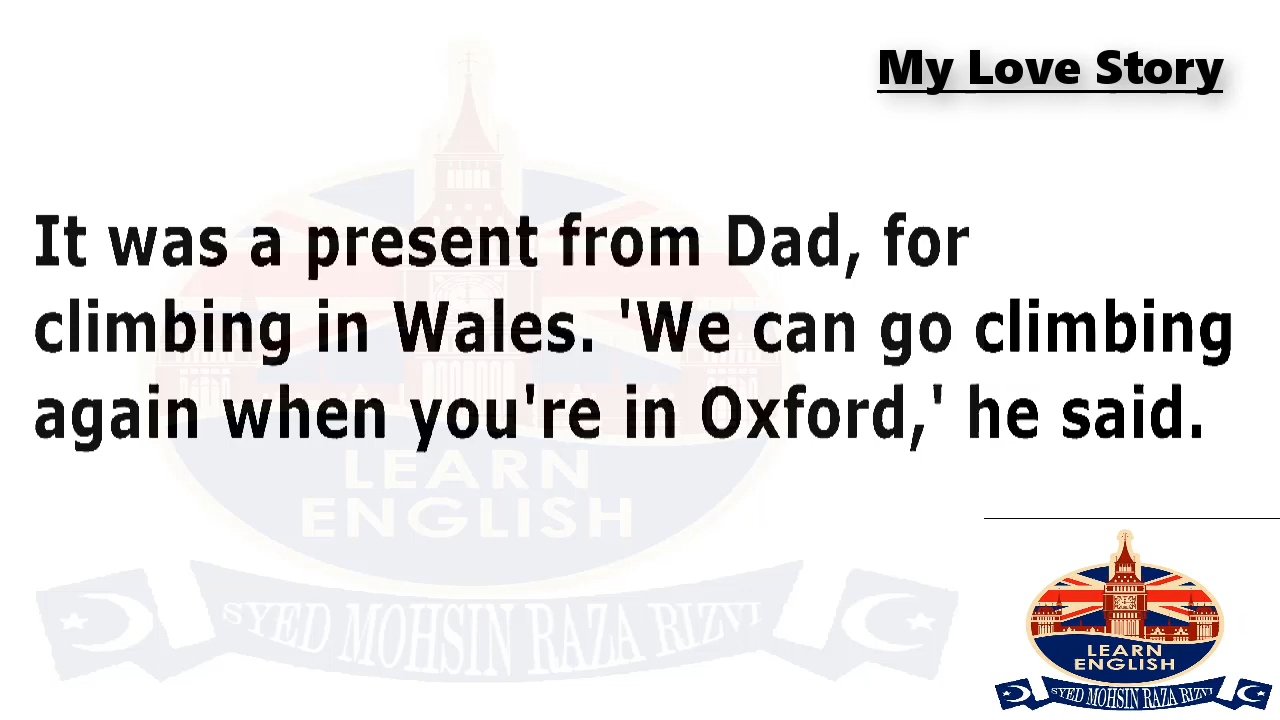 My Love Story
It was a present from Dad, for
climbing in Wales. 'We can go climbing
again when you're in Oxford,' he said.
LEARN
ENGLISH
SYED MOHSIN RAZA RIZVI
LEARN
ENGLISH
SYED MOHSIN RAZA RIZVI